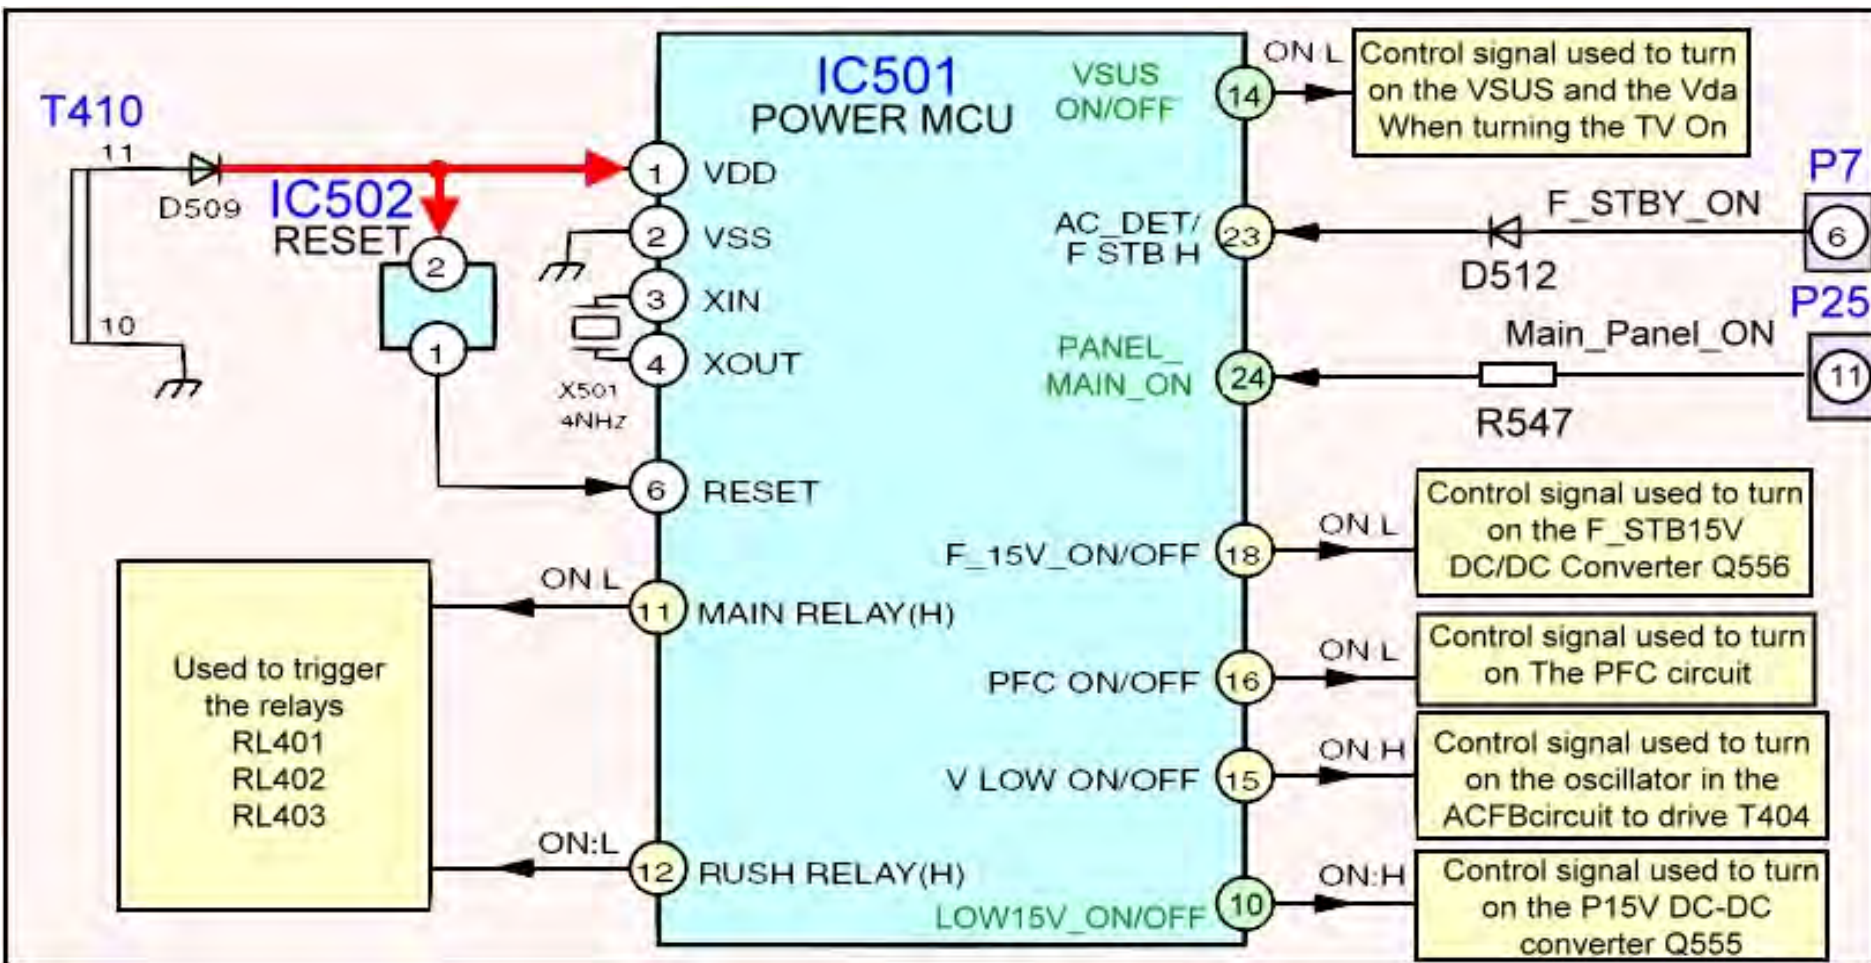 T410
11
D509
10
IC502
RESET
2
1
IC501
POWER MCU
1 VDD
2 VSS
3 XIN
4 XOUT
X501
4NHZ
6 RESET
ON L
11 MAIN RELAY(H)
ON:L
12 RUSH RELAY(H)
Used to trigger
the relays
RL401
RL402
RL403
VSUS
ON/OFF
14
ON L
Control signal used to turn
on the VSUS and the Vda
When turning the TV On
AC_DET/
F STB H
23
F_STBY_ON
D512
P7
6
PANEL_
MAIN_ON
24
Main_Panel_ON
R547
P25
11
F_15V_ON/OFF 18
ON L
Control signal used to turn
on the F_STB15V
DC/DC Converter Q556
PFC ON/OFF 16
ON L
Control signal used to turn
on The PFC circuit
V LOW ON/OFF 15
ON H
Control signal used to turn
on the oscillator in the
ACFBcircuit to drive T404
LOW15V_ON/OFF 10
ON:H
Control signal used to turn
on the P15V DC-DC
converter Q555